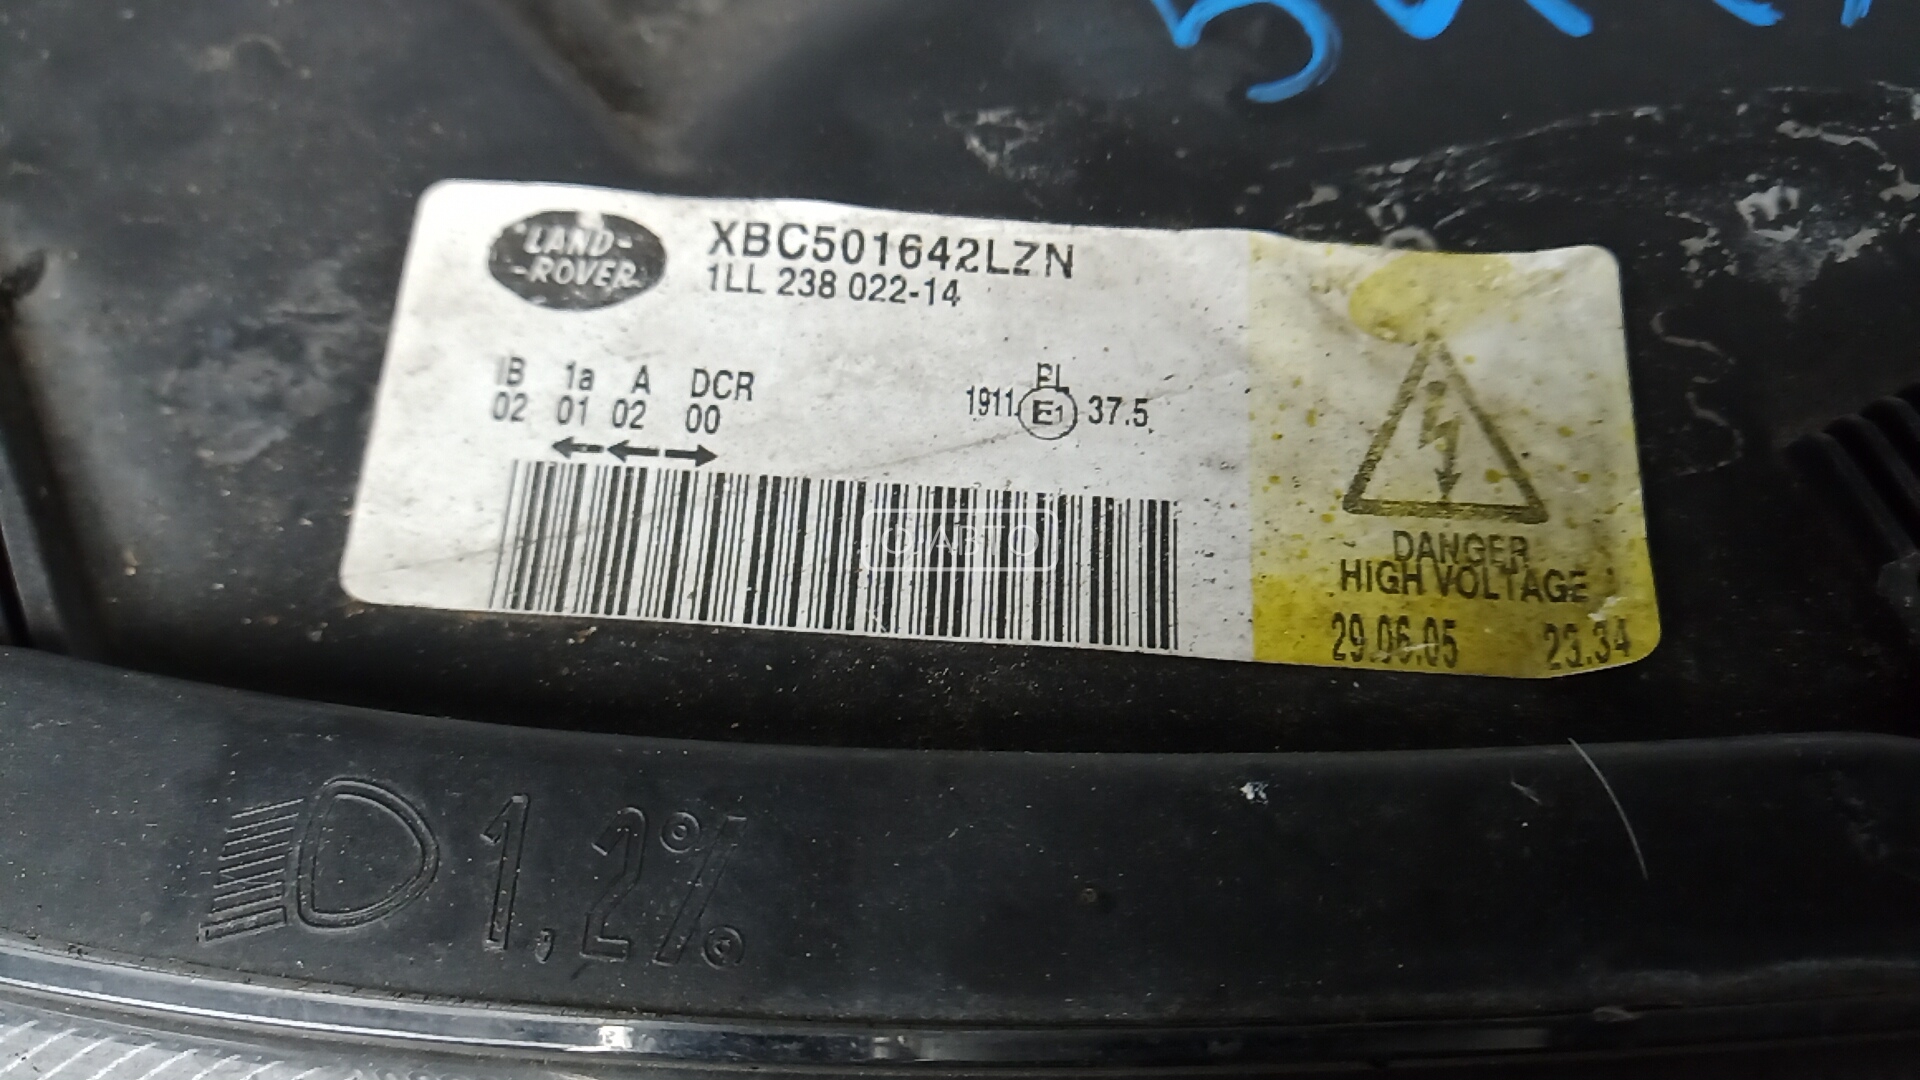 LAND-
-ROVER
XBC501642LZN
1LL 238 022-14
IB 1a A DCR
02 01 02 00
PL
1911 E1 37.5
О,АВТО
DANGER
HIGH VOLTAGE
29.06.05 23.34
1,2%